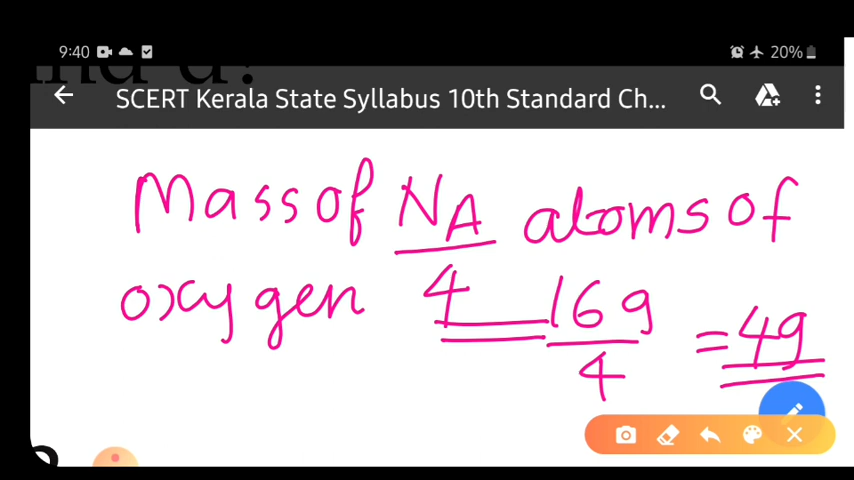 9:40 20%
SCERT Kerala State Syllabus 10th Standard Ch...
Mass of NA/4 atoms of
oxygen 16g/4 = 4g